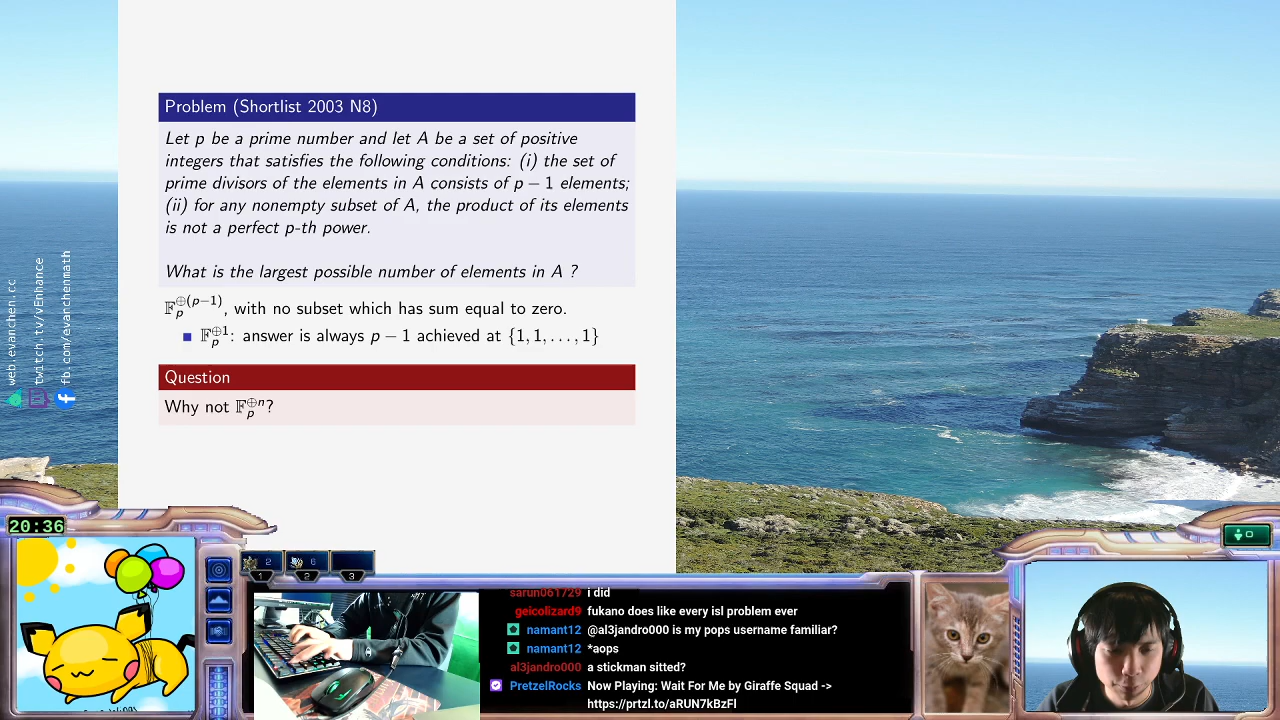 Problem (Shortlist 2003 N8)
Let p be a prime number and let A be a set of positive
integers that satisfies the following conditions: (i) the set of
prime divisors of the elements in A consists of p − 1 elements;
(ii) for any nonempty subset of A, the product of its elements
is not a perfect p-th power.
What is the largest possible number of elements in A ?
𝔽ₚ^⊕(p−1), with no subset which has sum equal to zero.
𝔽ₚ^⊕1: answer is always p − 1 achieved at {1, 1, . . . , 1}
Question
Why not 𝔽ₚ^⊕n?
web.evanchen.cc
twitch.tv/vEnhance
fb.com/evanchenmath
20:36
2
6
1
2
3
sarun061729 i did
geicolizard9 fukano does like every isl problem ever
namant12 @al3jandro000 is my pops username familiar?
namant12 *aops
al3jandro000 a stickman sitted?
PretzelRocks Now Playing: Wait For Me by Giraffe Squad ->
https://prtzl.to/aRUN7kBzFl